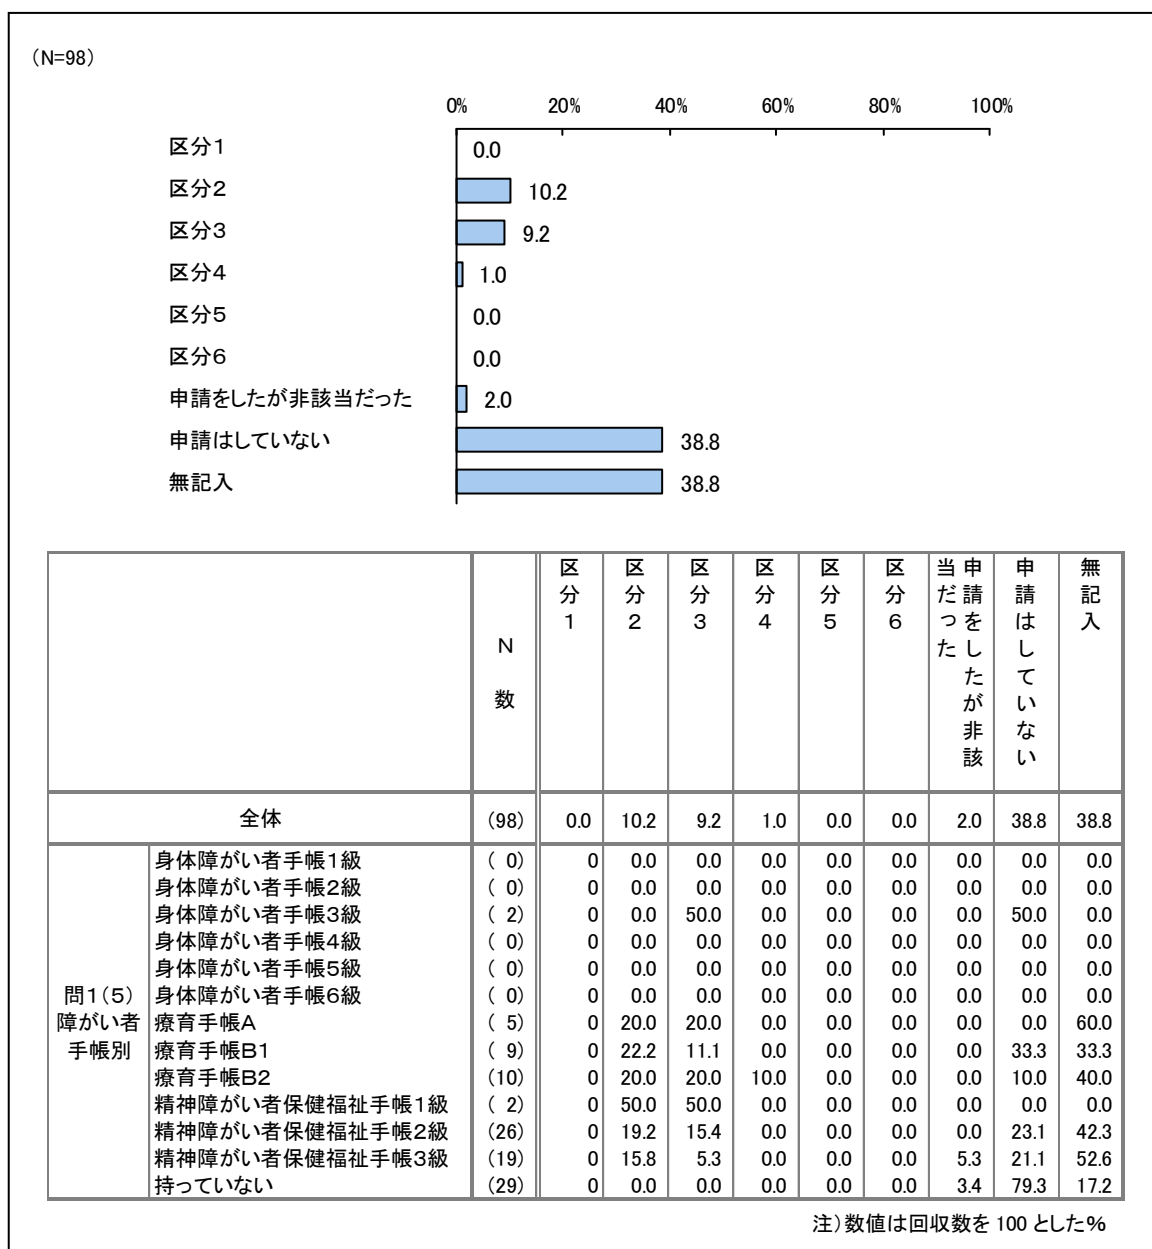 （N=98）
0% 20% 40% 60% 80% 100%
区分1 0.0
区分2 10.2
区分3 9.2
区分4 1.0
区分5 0.0
区分6 0.0
申請をしたが非該当だった 2.0
申請はしていない 38.8
無記入 38.8
N数 区分1 区分2 区分3 区分4 区分5 区分6 申請をしたが非該当だった 申請はしていない 無記入
全体 (98) 0.0 10.2 9.2 1.0 0.0 0.0 2.0 38.8 38.8
問1(5)障がい者手帳別
身体障がい者手帳1級 ( 0) 0 0.0 0.0 0.0 0.0 0.0 0.0 0.0 0.0
身体障がい者手帳2級 ( 0) 0 0.0 0.0 0.0 0.0 0.0 0.0 0.0 0.0
身体障がい者手帳3級 ( 2) 0 0.0 50.0 0.0 0.0 0.0 0.0 50.0 0.0
身体障がい者手帳4級 ( 0) 0 0.0 0.0 0.0 0.0 0.0 0.0 0.0 0.0
身体障がい者手帳5級 ( 0) 0 0.0 0.0 0.0 0.0 0.0 0.0 0.0 0.0
身体障がい者手帳6級 ( 0) 0 0.0 0.0 0.0 0.0 0.0 0.0 0.0 0.0
療育手帳A ( 5) 0 20.0 20.0 0.0 0.0 0.0 0.0 0.0 60.0
療育手帳B1 ( 9) 0 22.2 11.1 0.0 0.0 0.0 0.0 33.3 33.3
療育手帳B2 (10) 0 20.0 20.0 10.0 0.0 0.0 0.0 10.0 40.0
精神障がい者保健福祉手帳1級 ( 2) 0 50.0 50.0 0.0 0.0 0.0 0.0 0.0 0.0
精神障がい者保健福祉手帳2級 (26) 0 19.2 15.4 0.0 0.0 0.0 0.0 23.1 42.3
精神障がい者保健福祉手帳3級 (19) 0 15.8 5.3 0.0 0.0 0.0 5.3 21.1 52.6
持っていない (29) 0 0.0 0.0 0.0 0.0 0.0 3.4 79.3 17.2
注）数値は回収数を 100 とした%